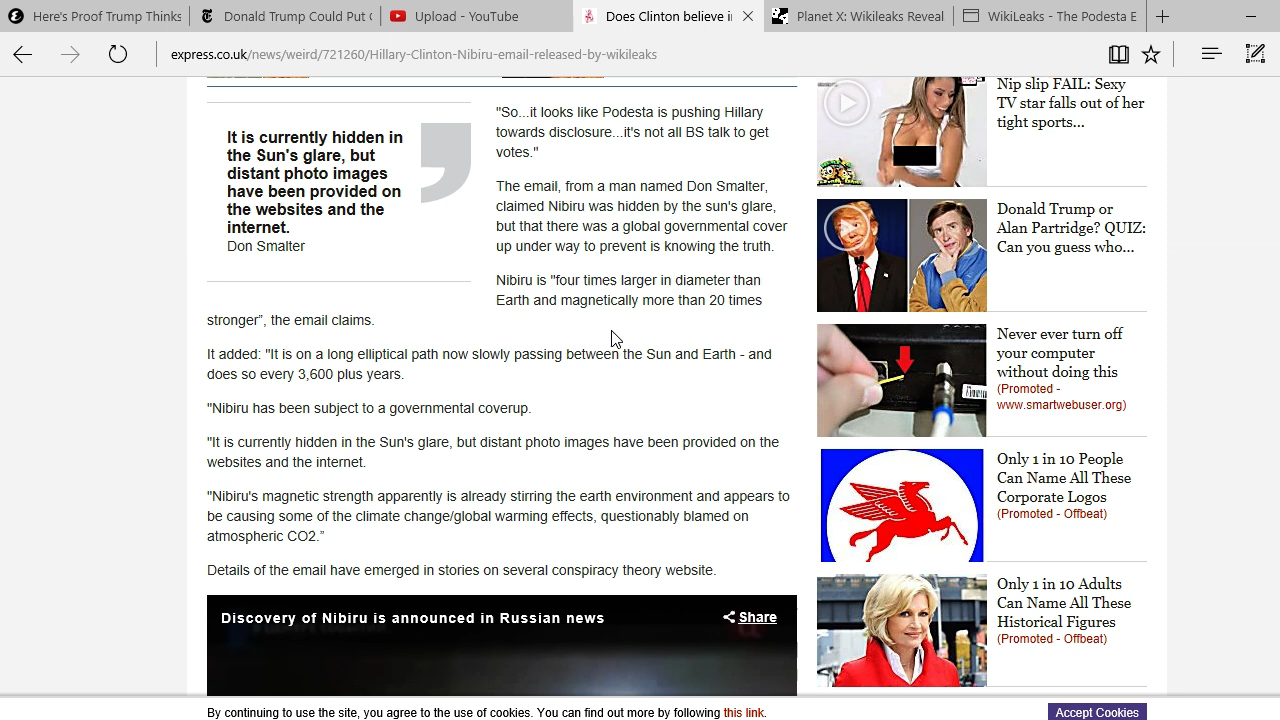 Here's Proof Trump Thinks
Donald Trump Could Put
Upload - YouTube
Does Clinton believe i
Planet X: Wikileaks Reveal
WikiLeaks - The Podesta E
express.co.uk/news/weird/721260/Hillary-Clinton-Nibiru-email-released-by-wikileaks
It is currently hidden in
the Sun's glare, but
distant photo images
have been provided on
the websites and the
internet.
Don Smalter
"So...it looks like Podesta is pushing Hillary
towards disclosure...it's not all BS talk to get
votes."
The email, from a man named Don Smalter,
claimed Nibiru was hidden by the sun's glare,
but that there was a global governmental cover
up under way to prevent is knowing the truth.
Nibiru is "four times larger in diameter than
Earth and magnetically more than 20 times
stronger”, the email claims.
It added: "It is on a long elliptical path now slowly passing between the Sun and Earth - and
does so every 3,600 plus years.
"Nibiru has been subject to a governmental coverup.
"It is currently hidden in the Sun's glare, but distant photo images have been provided on the
websites and the internet.
"Nibiru's magnetic strength apparently is already stirring the earth environment and appears to
be causing some of the climate change/global warming effects, questionably blamed on
atmospheric CO2.”
Details of the email have emerged in stories on several conspiracy theory website.
Discovery of Nibiru is announced in Russian news
Share
Nip slip FAIL: Sexy
TV star falls out of her
tight sports...
Donald Trump or
Alan Partridge? QUIZ:
Can you guess who...
Never ever turn off
your computer
without doing this
(Promoted -
www.smartwebuser.org)
Only 1 in 10 People
Can Name All These
Corporate Logos
(Promoted - Offbeat)
Only 1 in 10 Adults
Can Name All These
Historical Figures
(Promoted - Offbeat)
By continuing to use the site, you agree to the use of cookies. You can find out more by following this link.
Accept Cookies